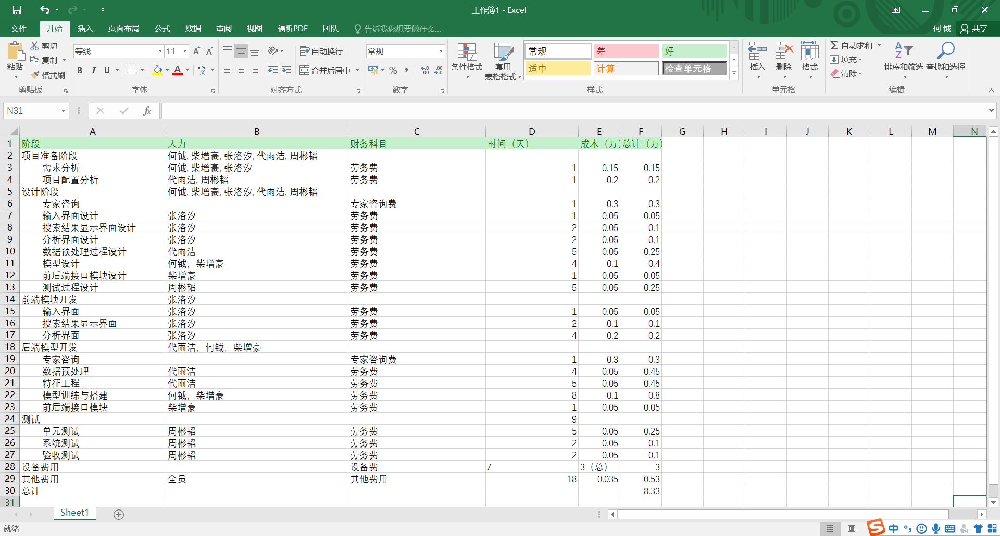 工作簿1 - Excel
文件 开始 插入 页面布局 公式 数据 审阅 视图 福昕PDF 团队 告诉我您想要做什么... 何 钺 共享
粘贴 剪切 复制 格式刷 剪贴板
等线 11 B I U A 字体
自动换行 合并后居中 对齐方式
常规 % 数字
条件格式 套用表格格式 常规 差 好 适中 计算 检查单元格 样式
插入 删除 格式 单元格
自动求和 填充 清除 排序和筛选 查找和选择 编辑
N31 fx
A B C D E F G H I J K L M N
1 阶段 人力 财务科目 时间（天） 成本（万） 总计（万）
2 项目准备阶段 何钺, 柴增豪, 张洛汐, 代雨洁, 周彬韬
3 需求分析 何钺, 柴增豪, 张洛汐 劳务费 1 0.15 0.15
4 项目配置分析 代雨洁, 周彬韬 劳务费 1 0.2 0.2
5 设计阶段 何钺, 柴增豪, 张洛汐, 代雨洁, 周彬韬
6 专家咨询 专家咨询费 1 0.3 0.3
7 输入界面设计 张洛汐 劳务费 1 0.05 0.05
8 搜索结果显示界面设计 张洛汐 劳务费 2 0.05 0.1
9 分析界面设计 张洛汐 劳务费 2 0.05 0.1
10 数据预处理过程设计 代雨洁 劳务费 5 0.05 0.25
11 模型设计 何钺，柴增豪 劳务费 4 0.1 0.4
12 前后端接口模块设计 柴增豪 劳务费 1 0.05 0.05
13 测试过程设计 周彬韬 劳务费 5 0.05 0.25
14 前端模块开发 张洛汐
15 输入界面 张洛汐 劳务费 1 0.05 0.05
16 搜索结果显示界面 张洛汐 劳务费 2 0.1 0.1
17 分析界面 张洛汐 劳务费 4 0.2 0.2
18 后端模型开发 代雨洁，何钺，柴增豪
19 专家咨询 专家咨询费 1 0.3 0.3
20 数据预处理 代雨洁 劳务费 4 0.05 0.45
21 特征工程 代雨洁 劳务费 5 0.05 0.45
22 模型训练与搭建 何钺，柴增豪 劳务费 8 0.1 0.8
23 前后端接口模块 柴增豪 劳务费 1 0.05 0.05
24 测试 9
25 单元测试 周彬韬 劳务费 5 0.05 0.25
26 系统测试 周彬韬 劳务费 2 0.05 0.1
27 验收测试 周彬韬 劳务费 2 0.05 0.1
28 设备费用 设备费 / 3（总） 3
29 其他费用 全员 其他费用 18 0.035 0.53
30 总计 8.33
31
Sheet1
就绪 中